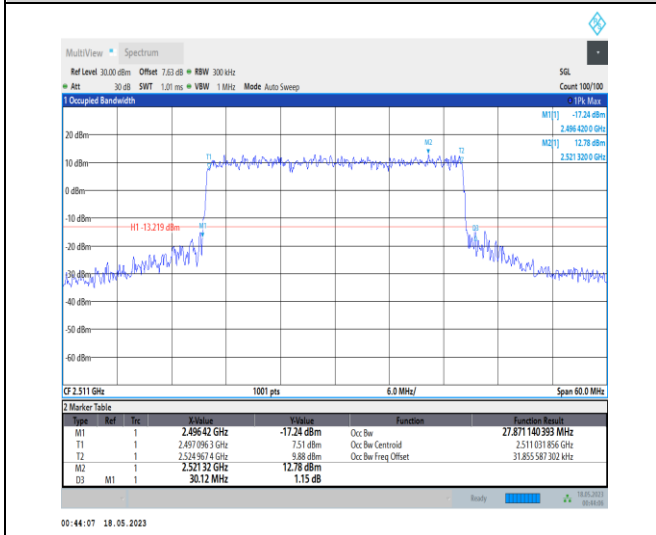 MultiView Spectrum
Ref Level 30.00 dBm Offset 7.63 dB RBW 300 kHz SGL
Att 30 dB SWT 1.01 ms VBW 1 MHz Mode Auto Sweep Count 100/100
1 Occupied Bandwidth 1Pk Max
M1[1] -17.24 dBm
2.496 420 0 GHz
M2[1] 12.78 dBm
2.521 320 0 GHz
20 dBm
M2
T1 T2
10 dBm
0 dBm
-10 dBm
H1 -13.219 dBm
M1
D3
-20 dBm
-30 dBm
-40 dBm
-50 dBm
-60 dBm
CF 2.511 GHz 1001 pts 6.0 MHz/ Span 60.0 MHz
2 Marker Table
Type Ref Trc X-Value Y-Value Function Function Result
M1 1 2.496 42 GHz -17.24 dBm Occ Bw 27.871 140 393 MHz
T1 1 2.497 096 3 GHz 7.51 dBm Occ Bw Centroid 2.511 031 856 GHz
T2 1 2.524 967 4 GHz 9.88 dBm Occ Bw Freq Offset 31.855 587 302 kHz
M2 1 2.521 32 GHz 12.78 dBm
D3 M1 1 30.12 MHz 1.15 dB
Ready 18.05.2023
00:44:08
00:44:07 18.05.2023